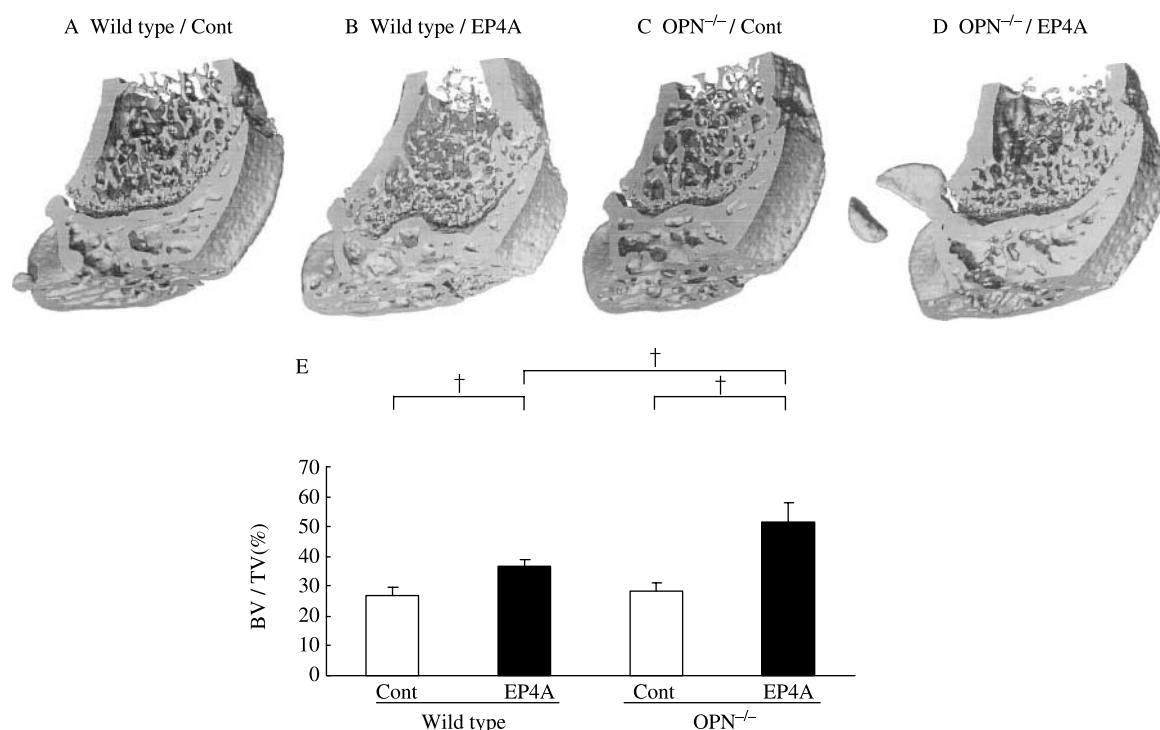 A Wild type / Cont
B Wild type / EP4A
C OPN−/− / Cont
D OPN−/− / EP4A
E
†
†
†
BV / TV(%)
70
60
50
40
30
20
10
0
Cont
EP4A
Cont
EP4A
Wild type
OPN−/−